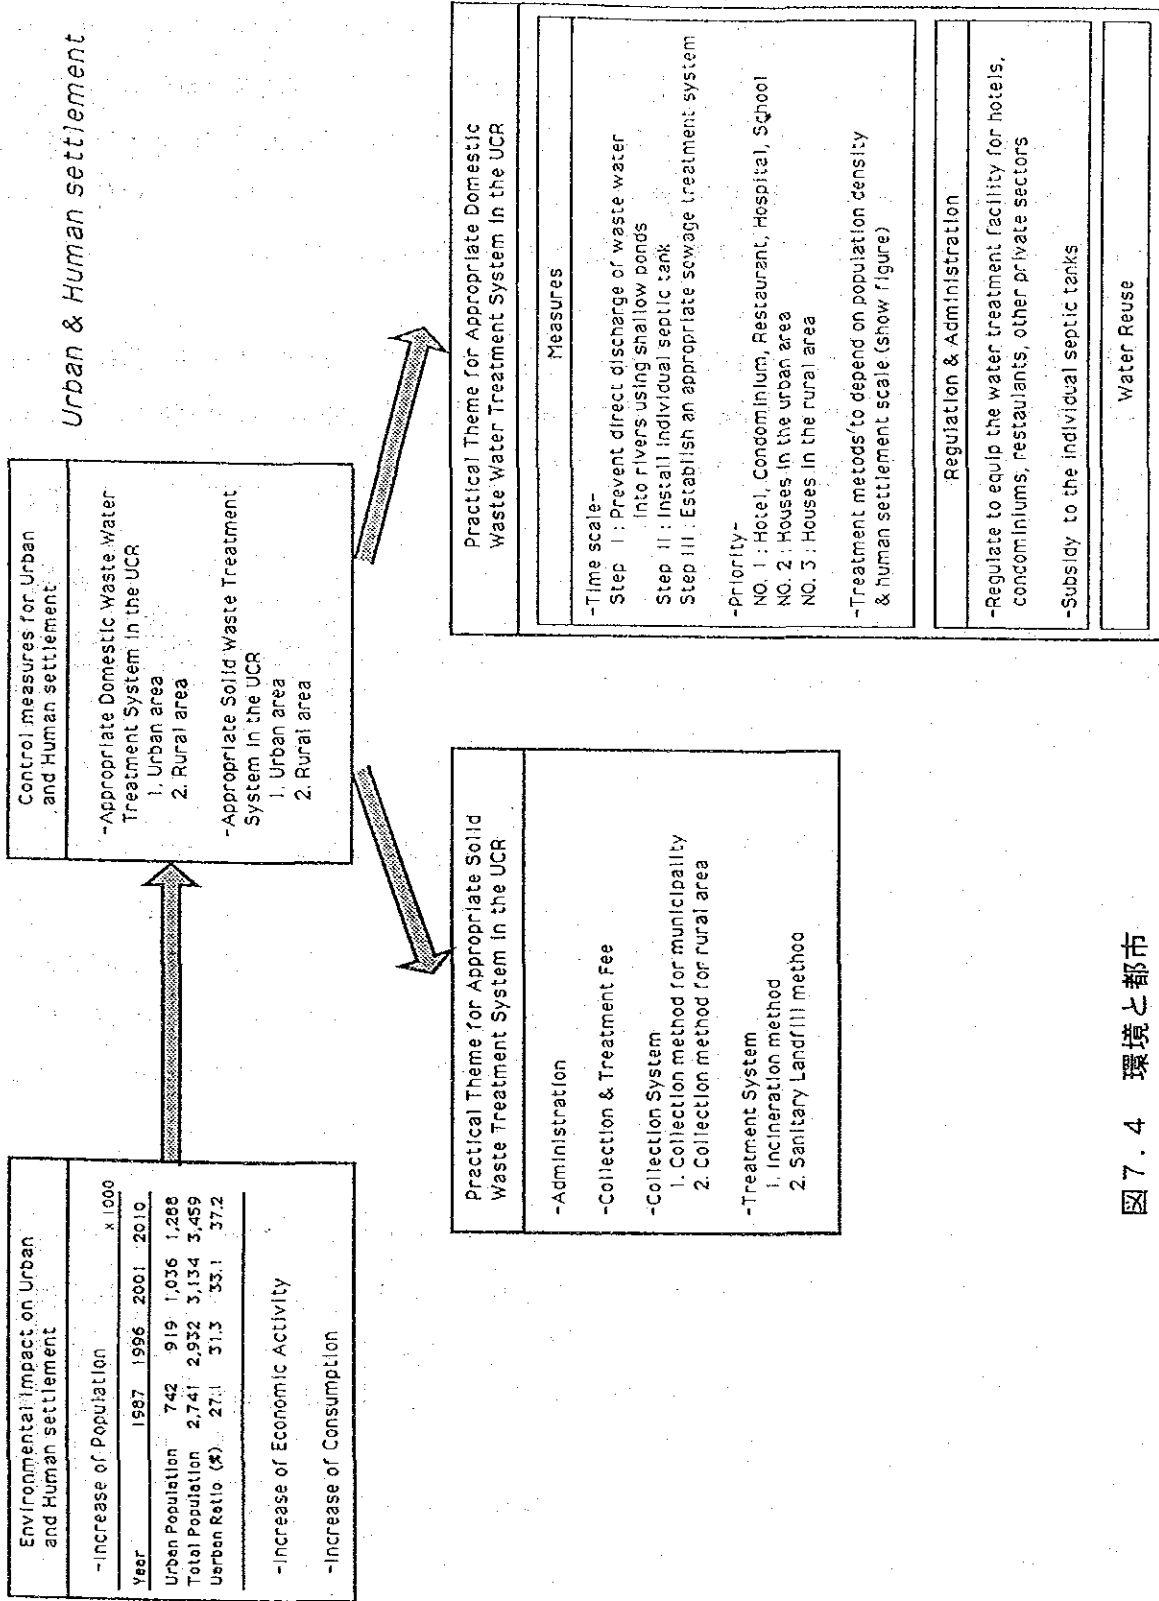 Urban & Human settlement
Environmental Impact on Urban
and Human settlement
-Increase of Population
x 1000
Year 1987 1996 2001 2010
Urban Population 742 919 1,036 1,288
Total Population 2,741 2,932 3,134 3,459
Uarban Ratio (%) 27.1 31.3 33.1 37.2
-Increase of Economic Activity
-Increase of Consumption
Control measures for Urban
and Human settlement
-Appropriate Domestic Waste Water
Treatment System in the UCR
1. Urban area
2. Rural area
-Appropriate Solid Waste Treatment
System in the UCR
1. Urban area
2. Rural area
Practical Theme for Appropriate Solid
Waste Treatment System in the UCR
-Administration
-Collection & Treatment Fee
-Collection System
1. Collection method for municipality
2. Collection method for rural area
-Treatment System
1. Incineration method
2. Sanitary Landfill method
Practical Theme for Appropriate Domestic
Waste Water Treatment System in the UCR
Measures
-Time scale-
Step I : Prevent direct discharge of waste water
into rivers using shallow ponds
Step II : Install individual septic tank
Step III : Establish an appropriate sewage treatment system
-Priority-
NO. 1 : Hotel, Condominium, Restaurant, Hospital, School
NO. 2 : Houses in the urban area
NO. 3 : Houses in the rural area
-Treatment metods to depend on population density
& human settlement scale (show figure)
Regulation & Administration
-Regulate to equip the water treatment facility for hotels,
condominiums, restaulants, other private sectors
-Subsidy to the individual septic tanks
Water Reuse
図7.4 環境と都市